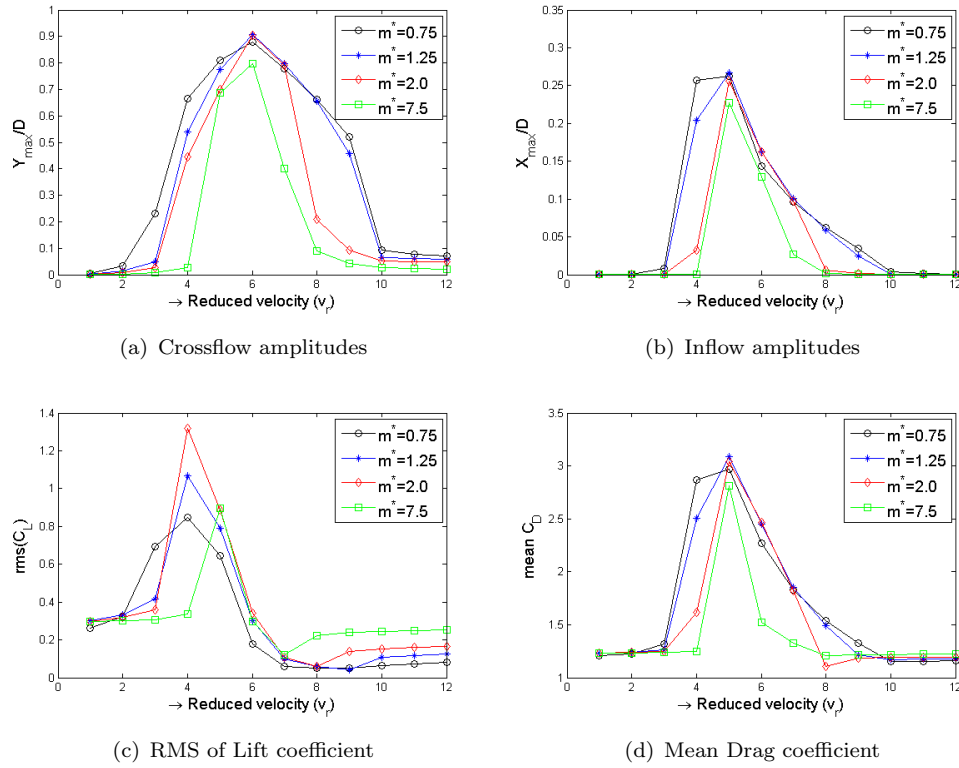 1
0.9
0.8
0.7
0.6
0.5
0.4
0.3
0.2
0.1
0
0 2 4 6 8 10 12
Y_max/D
→ Reduced velocity (v_r)
m*=0.75
m*=1.25
m*=2.0
m*=7.5
(a) Crossflow amplitudes
0.35
0.3
0.25
0.2
0.15
0.1
0.05
0
0 2 4 6 8 10 12
X_max/D
→ Reduced velocity (v_r)
m*=0.75
m*=1.25
m*=2.0
m*=7.5
(b) Inflow amplitudes
1.4
1.2
1
0.8
0.6
0.4
0.2
0
0 2 4 6 8 10 12
rms(C_L)
→ Reduced velocity (v_r)
m*=0.75
m*=1.25
m*=2.0
m*=7.5
(c) RMS of Lift coefficient
3.5
3
2.5
2
1.5
1
0 2 4 6 8 10 12
mean C_D
→ Reduced velocity (v_r)
m*=0.75
m*=1.25
m*=2.0
m*=7.5
(d) Mean Drag coefficient